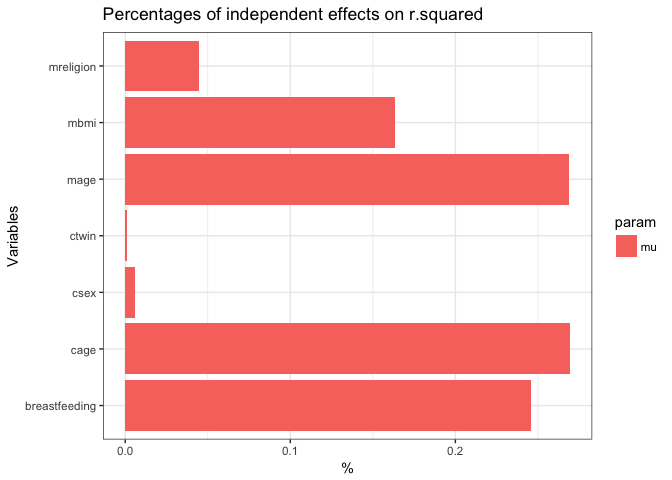 Percentages of independent effects on r.squared
Variables
mreligion
mbmi
mage
ctwin
csex
cage
breastfeeding
0.0 0.1 0.2
%
param
mu